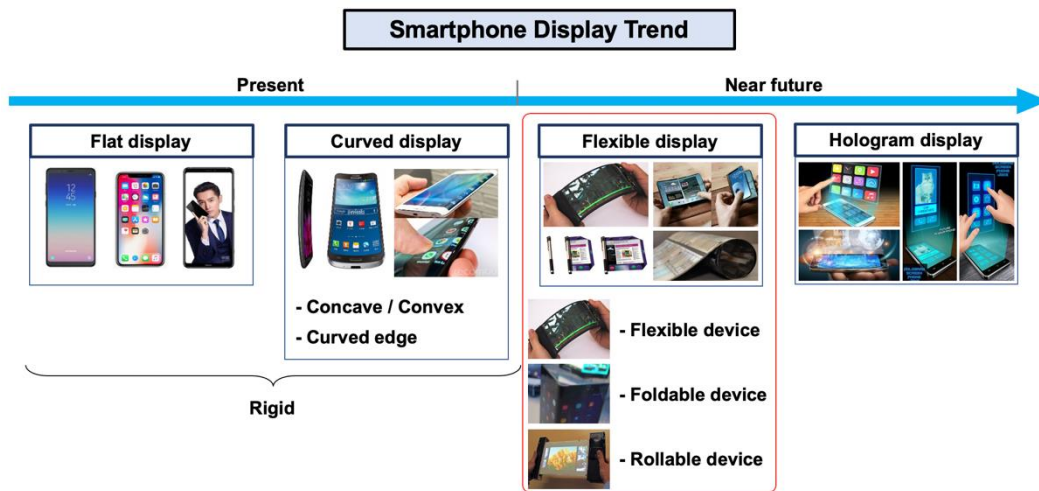 Smartphone Display Trend
Present
Near future
Flat display
Curved display
Flexible display
Hologram display
- Concave / Convex
- Curved edge
- Flexible device
- Foldable device
- Rollable device
Rigid